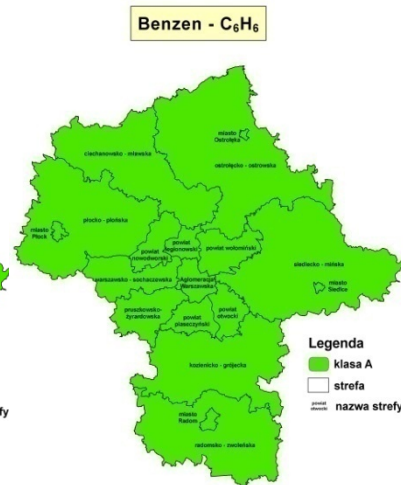 Benzen - C₆H₆
miasto
Ostrołęka
ciechanowsko - mławska
ostrołęcko - ostrowska
płocko - płońska
miasto
Płock
powiat
legionowski
powiat wołomiński
powiat
nowodworski
siedlecko - mińska
miasto
Siedlce
warszawsko - sochaczewska
Aglomeracja
Warszawska
pruszkowsko-
żyrardowska
powiat
piaseczyński
powiat
otwocki
kozienicko - grójecka
miasto
Radom
radomsko - zwoleńska
Legenda
klasa A
strefa
powiat
otwocki
nazwa strefy
fy